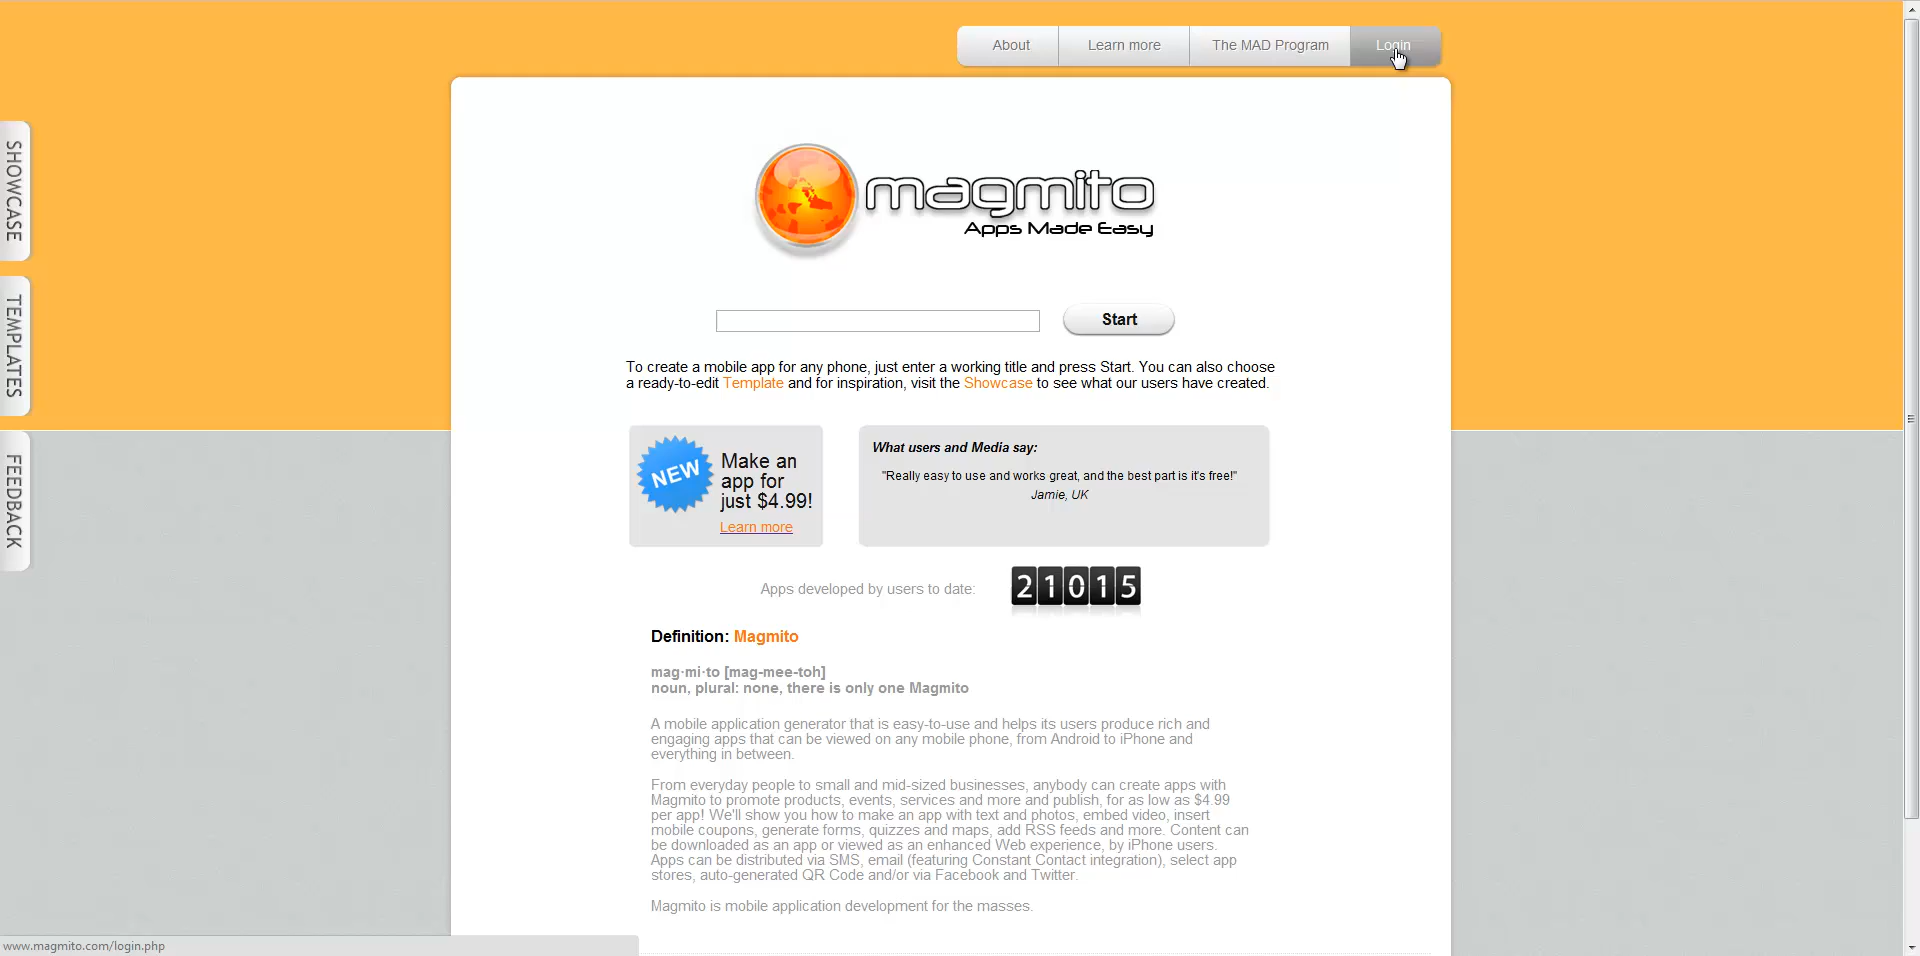 About
Learn more
The MAD Program
Login
SHOWCASE
TEMPLATES
FEEDBACK
magmito
Apps Made Easy
Start
To create a mobile app for any phone, just enter a working title and press Start. You can also choose
a ready-to-edit Template and for inspiration, visit the Showcase to see what our users have created.
NEW
Make an
app for
just $4.99!
Learn more
What users and Media say:
"Really easy to use and works great, and the best part is it's free!"
Jamie, UK
Apps developed by users to date:
21015
Definition: Magmito
mag·mi·to [mag-mee-toh]
noun, plural: none, there is only one Magmito
A mobile application generator that is easy-to-use and helps its users produce rich and
engaging apps that can be viewed on any mobile phone, from Android to iPhone and
everything in between.
From everyday people to small and mid-sized businesses, anybody can create apps with
Magmito to promote products, events, services and more and publish, for as low as $4.99
per app! We'll show you how to make an app with text and photos, embed video, insert
mobile coupons, generate forms, quizzes and maps, add RSS feeds and more. Content can
be downloaded as an app or viewed as an enhanced Web experience, by iPhone users.
Apps can be distributed via SMS, email (featuring Constant Contact integration), select app
stores, auto-generated QR Code and/or via Facebook and Twitter.
Magmito is mobile application development for the masses.
www.magmito.com/login.php